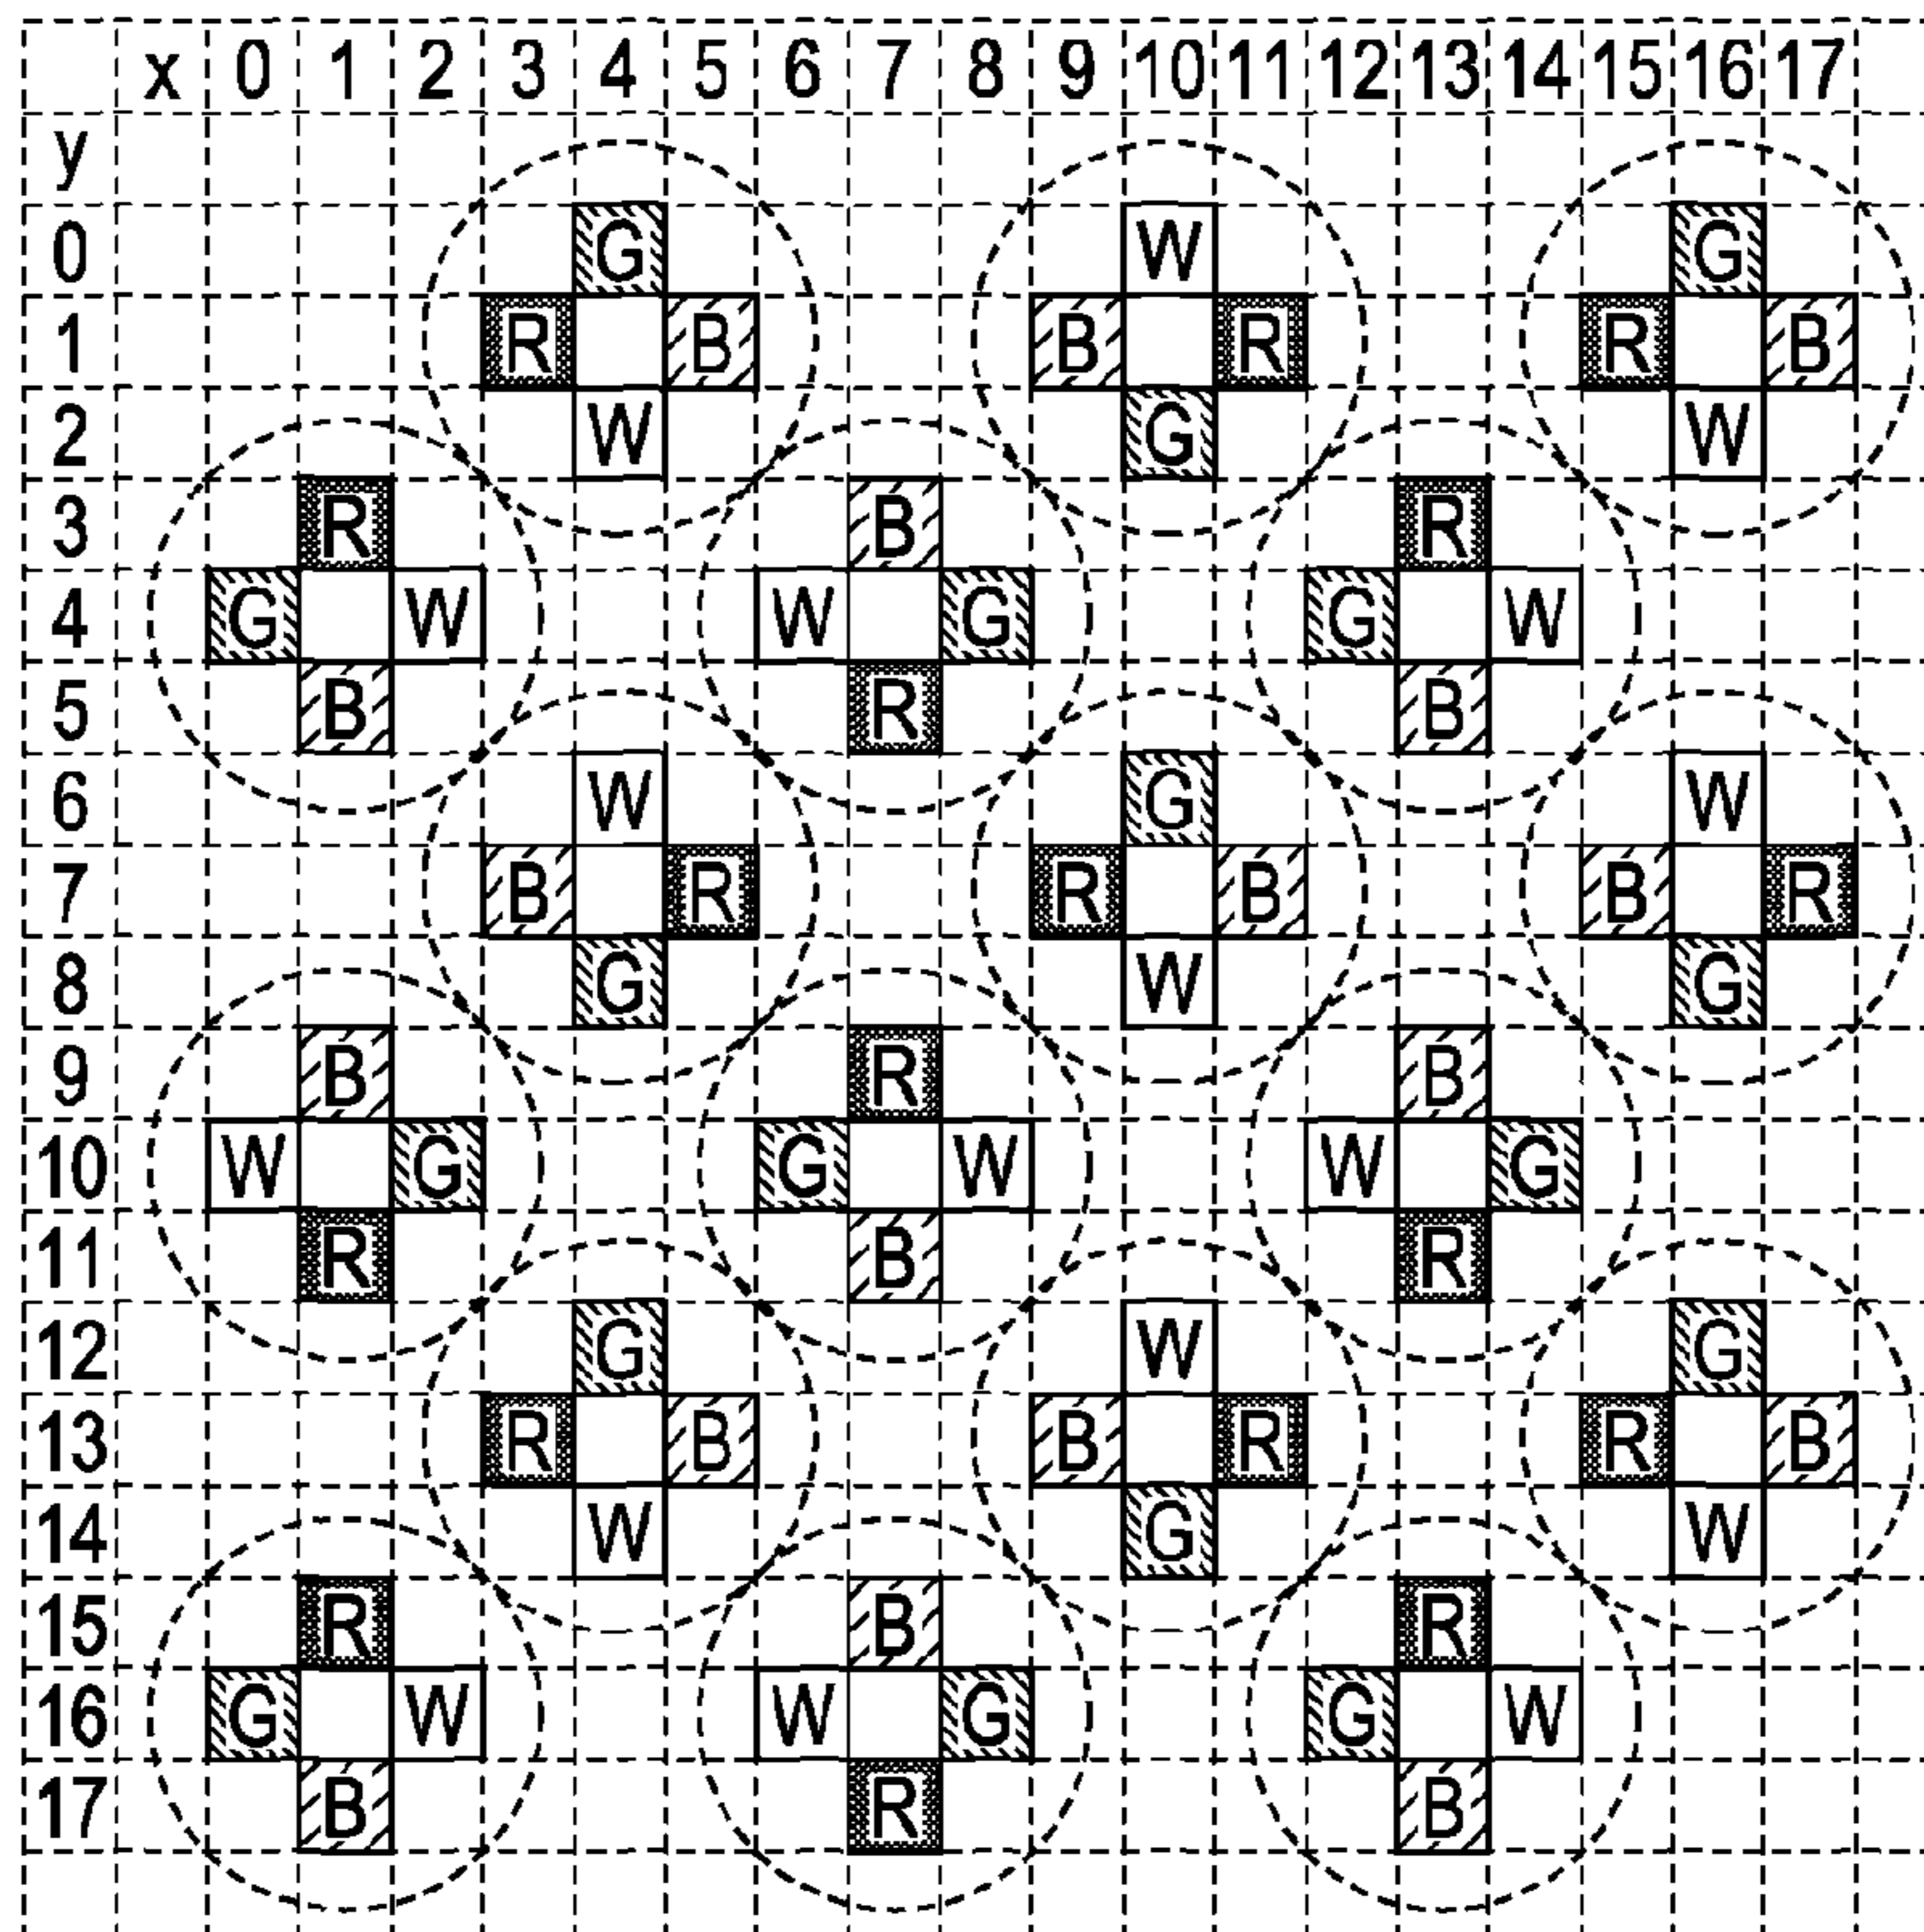 x 0 1 2 3 4 5 6 7 8 9 10 11 12 13 14 15 16 17
y
0 G W G
1 R B B R R B
2 W G W
3 R B R
4 G W W G G W
5 B R B
6 W G W
7 B R R B B R
8 G W G
9 B R B
10 W G G W W G
11 R B R
12 G W G
13 R B B R R B
14 W G W
15 R B R
16 G W W G G W
17 B R B